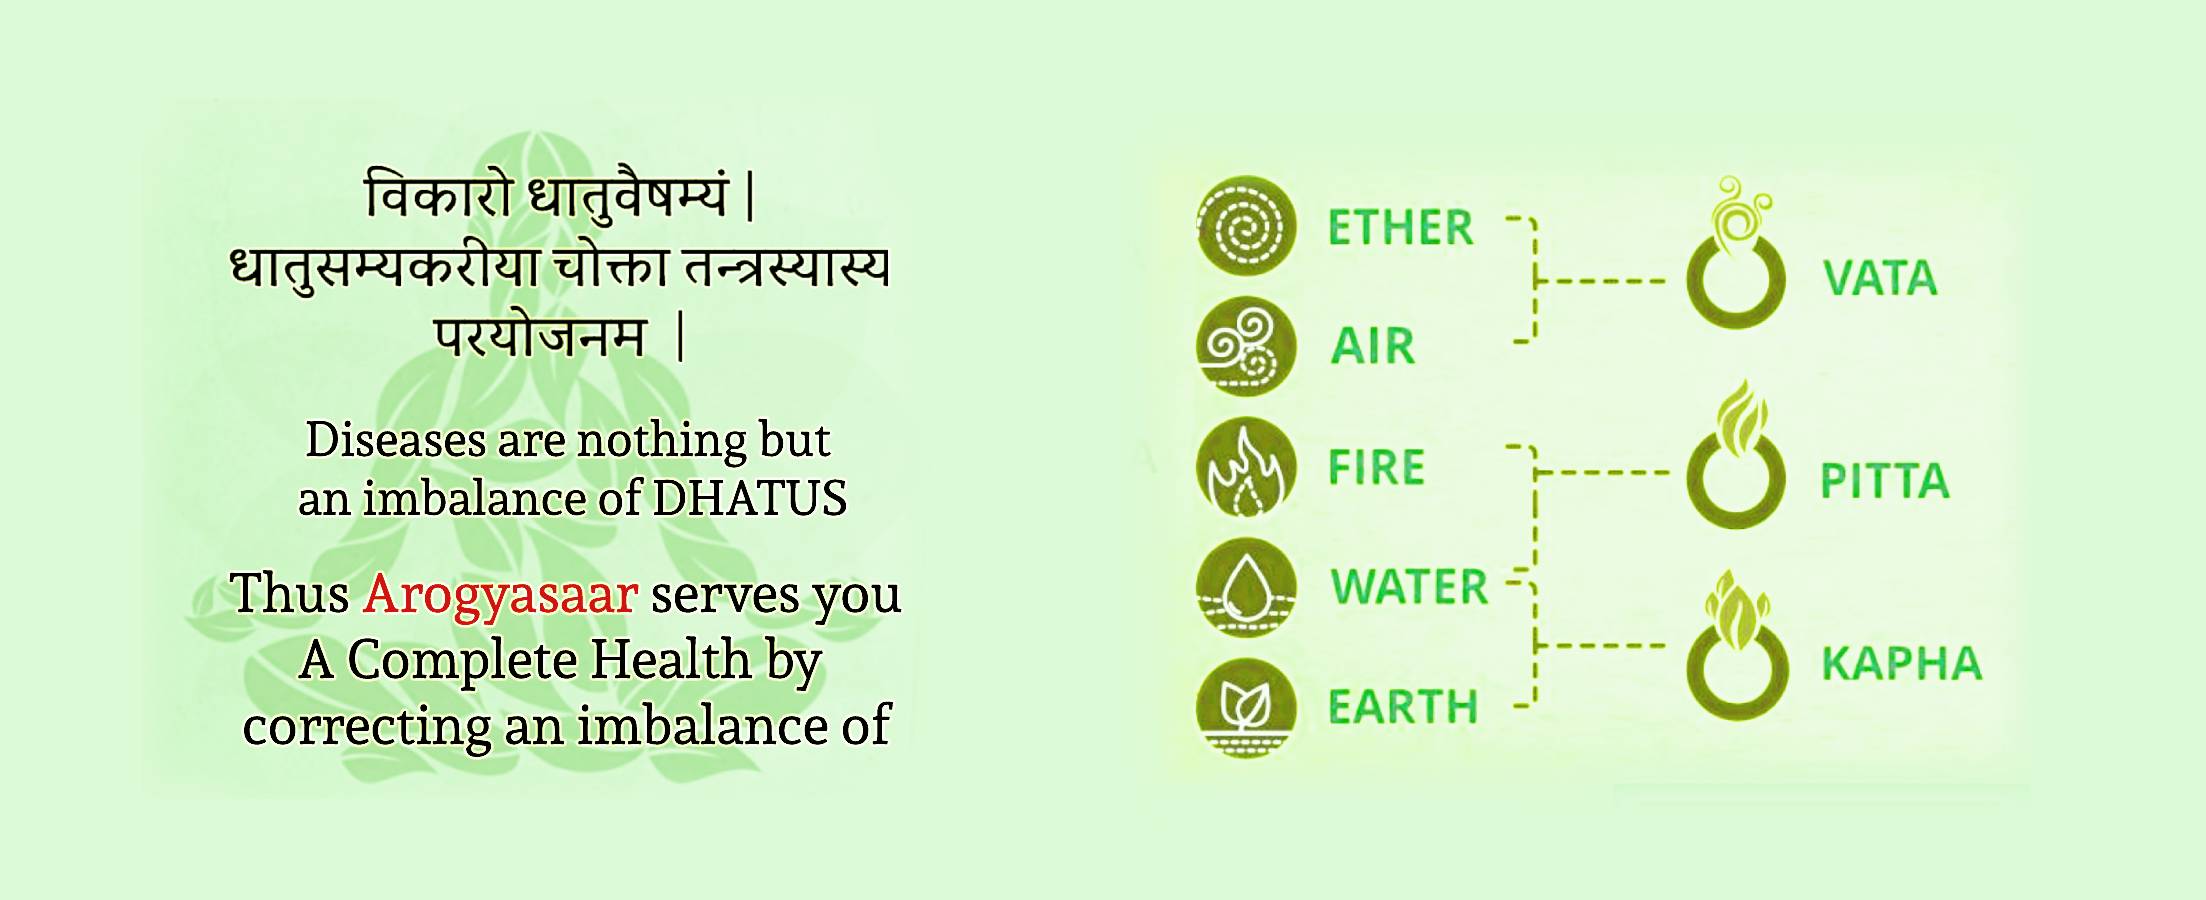 विकारो धातुवैषम्यं |
धातुसम्यकरीया चोक्ता तन्त्रस्यास्य
परयोजनम |
Diseases are nothing but
an imbalance of DHATUS
Thus Arogyasaar serves you
A Complete Health by
correcting an imbalance of
ETHER
AIR
FIRE
WATER
EARTH
VATA
PITTA
KAPHA